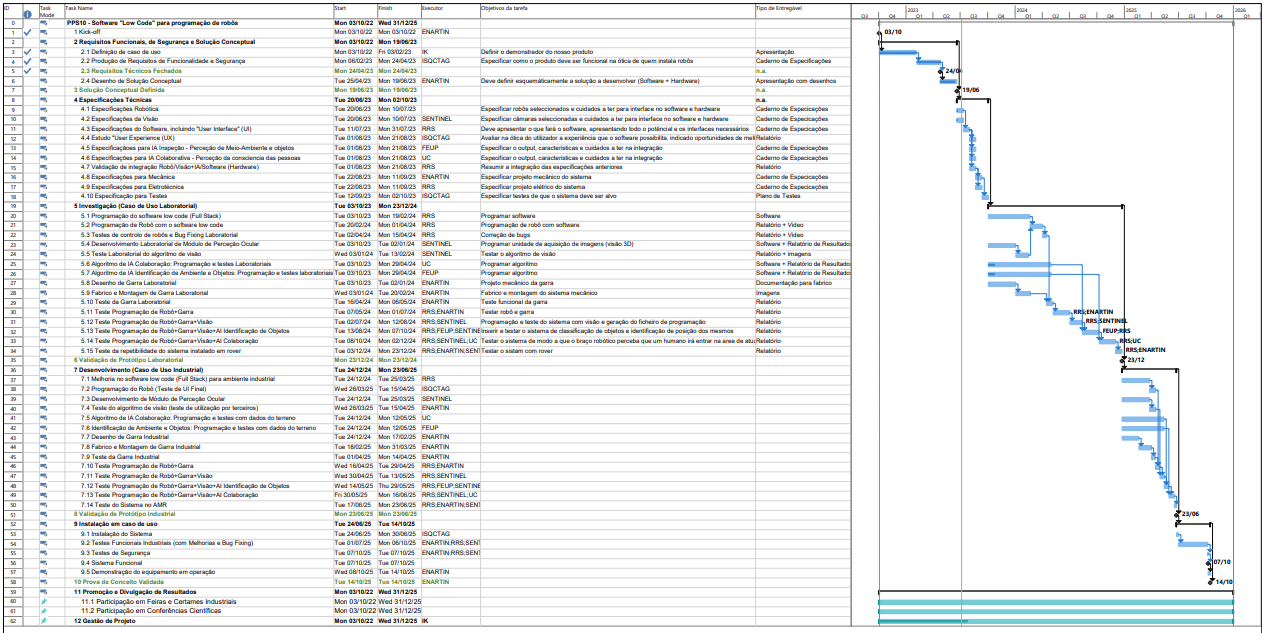 ID Task Mode Task Name Start Finish Executor Objetivos da tarefa Tipo de Entregável 2023 2024 2025 2026
Q3 Q4 Q1 Q2 Q3 Q4 Q1 Q2 Q3 Q4 Q1 Q2 Q3 Q4 Q1
0 PPS10 - Software "Low Code" para programação de robôs Mon 03/10/22 Wed 31/12/25
1 1 Kick-off Mon 03/10/22 Mon 03/10/22 ENARTIN 03/10
2 2 Requisitos Funcionais, de Segurança e Solução Conceptual Mon 03/10/22 Mon 19/06/23
3 2.1 Definição de caso de uso Mon 03/10/22 Fri 03/02/23 IK Definir o demonstrador do nosso produto Apresentação
4 2.2 Produção de Requisitos de Funcionalidade e Segurança Mon 06/02/23 Mon 24/04/23 ISQCTAG Especificar como o produto deve ser funcional na ótica de quem instala robôs Caderno de Especificações
5 2.3 Requisitos Técnicos Fechados Mon 24/04/23 Mon 24/04/23 n.a. 24/04
6 2.4 Desenho de Solução Conceptual Tue 25/04/23 Mon 19/06/23 ENARTIN Deve definir esquemáticamente a solução a desenvolver (Software + Hardware) Apresentação com desenhos
7 3 Solução Conceptual Definida Mon 19/06/23 Mon 19/06/23 n.a. 19/06
8 4 Especificações Técnicas Tue 20/06/23 Mon 02/10/23 n.a.
9 4.1 Especificações Robótica Tue 20/06/23 Mon 10/07/23 Especificar robôs seleccionados e cuidados a ter para interface no software e hardware Caderno de Especicações
10 4.2 Especificações da Visão Tue 20/06/23 Mon 10/07/23 SENTINEL Especificar câmaras seleccionadas e cuidados a ter para interface no software e hardware Caderno de Especicações
11 4.3 Especificações do Software, incluindo "User Interface" (UI) Tue 11/07/23 Mon 31/07/23 RRS Deve apresentar o que fará o software, apresentando todo o potencial e os interfaces necessários Caderno de Especicações
12 4.4 Estudo "User Experience (UX) Tue 01/08/23 Mon 21/08/23 ISQCTAG Avaliar na ótica do utilizador a experiência que o software possibilita, indicado oportunidades de mel Relatório
13 4.5 Especificações para IA Inspeção - Perceção de Meio-Ambiente e objetos Tue 01/08/23 Mon 21/08/23 FEUP Especificar o output, características e cuidados a ter na integração Caderno de Especicações
14 4.6 Especificações para IA Colaborativa - Perceção da consciencia das pessoas Tue 01/08/23 Mon 21/08/23 UC Especificar o output, características e cuidados a ter na integração Caderno de Especicações
15 4.7 Validação de integração Robô/Visão+IA/Software (Hardware) Tue 01/08/23 Mon 21/08/23 RRS Resumir a integração das especificações anteriores Relatório
16 4.8 Especificações para Mecânica Tue 22/08/23 Mon 11/09/23 ENARTIN Especificar projeto mecânico do sistema Caderno de Especicações
17 4.9 Especificações para Eletrotécnica Tue 22/08/23 Mon 11/09/23 RRS Especificar projeto elétrico do sistema Caderno de Especicações
18 4.10 Especificação para Testes Tue 12/09/23 Mon 02/10/23 ISQCTAG Especificar testes de que o sistema deve ser alvo Plano de Testes
19 5 Investigação (Caso de Uso Laboratorial) Tue 03/10/23 Mon 23/12/24
20 5.1 Programação do software low code (Full Stack) Tue 03/10/23 Mon 19/02/24 RRS Programar software Software
21 5.2 Programação de Robô com o software low code Tue 20/02/24 Mon 01/04/24 RRS Programação de robô com software Relatório + Video
22 5.3 Testes de controlo de robôs e Bug Fixing Laboratorial Tue 02/04/24 Mon 15/04/24 RRS Correção de bugs Relatório + Video
23 5.4 Desenvolvimento Laboratorial de Módulo de Perceção Ocular Tue 03/10/23 Tue 02/01/24 SENTINEL Programar unidade de aquisição de imagens (visão 3D) Software + Relatório de Resultado
24 5.5 Teste Laboratorial do algoritmo de visão Wed 03/01/24 Tue 13/02/24 SENTINEL Testar o algoritmo de visão Relatório + imagens
25 5.6 Algoritmo de IA Colaboração: Programação e testes Laboratoriais Tue 03/10/23 Mon 29/04/24 UC Programar algoritmo Software + Relatório de Resultado
26 5.7 Algoritmo de IA Identificação de Ambiente e Objetos: Programação e testes laboratoriais Tue 03/10/23 Mon 29/04/24 FEUP Programar algoritmo Software + Relatório de Resultado
27 5.8 Desenho de Garra Laboratorial Tue 03/10/23 Tue 02/01/24 ENARTIN Projeto mecânico da garra Documentação para fabrico
28 5.9 Fabrico e Montagem de Garra Laboratorial Wed 03/01/24 Tue 20/02/24 ENARTIN Fabrico e montagem do sistema mecânico Imagens
29 5.10 Teste da Garra Laboratorial Tue 16/04/24 Mon 06/05/24 ENARTIN Teste funcional da garra Relatório
30 5.11 Teste Programação de Robô+Garra Tue 07/05/24 Mon 01/07/24 RRS;ENARTIN Testar robô e garra Relatório RRS;ENARTIN
31 5.12 Teste Programação de Robô+Garra+Visão Tue 02/07/24 Mon 12/08/24 RRS;SENTINEL Programação e teste do sistema com visão e geração do ficheiro de programação Relatório RRS;SENTINEL
32 5.13 Teste Programação de Robô+Garra+Visão+AI Identificação de Objetos Tue 13/08/24 Mon 07/10/24 RRS;FEUP;SENTINE Inserir e testar o sistema de classificação de objetos e identificação de posição dos mesmos Relatório FEUP;RRS
33 5.14 Teste Programação de Robô+Garra+Visão+AI Colaboração Tue 08/10/24 Mon 02/12/24 RRS;SENTINEL;UC Testar o sistema de modo a que o braço robótico perceba que um humano irá entrar na area de atu Relatório RRS;UC
34 5.15 Teste da repetibilidade do sistema instalado em rover Tue 03/12/24 Mon 23/12/24 RRS;ENARTIN;SENT Testar o sistam com rover Relatório RRS;ENARTIN
35 6 Validação de Protótipo Laboratorial Mon 23/12/24 Mon 23/12/24 23/12
36 7 Desenvolvimento (Caso de Uso Industrial) Tue 24/12/24 Mon 23/06/25
37 7.1 Melhoria no software low code (Full Stack) para ambiente industrial Tue 24/12/24 Tue 25/03/25 RRS
38 7.2 Programação do Robô (Teste de UI Final) Wed 26/03/25 Tue 15/04/25 ISQCTAG
39 7.3 Desenvolvimento de Módulo de Perceção Ocular Tue 24/12/24 Tue 25/03/25 SENTINEL
40 7.4 Teste do algoritmo de visão (teste de utilização por terceiros) Wed 26/03/25 Tue 15/04/25 ENARTIN
41 7.5 Algoritmo de IA Colaboração: Programação e testes com dados do terreno Tue 24/12/24 Mon 12/05/25 UC
42 7.6 Identificação de Ambiente e Objetos: Programação e testes com dados do terreno Tue 24/12/24 Mon 12/05/25 FEUP
43 7.7 Desenho de Garra Industrial Tue 24/12/24 Mon 17/02/25 ENARTIN
44 7.8 Fabrico e Montagem de Garra Industrial Tue 18/02/25 Mon 31/03/25 ENARTIN
45 7.9 Teste da Garra Industrial Tue 01/04/25 Mon 14/04/25 ENARTIN
46 7.10 Teste Programação de Robô+Garra Wed 16/04/25 Tue 29/04/25 RRS;ENARTIN
47 7.11 Teste Programação de Robô+Garra+Visão Wed 30/04/25 Tue 13/05/25 RRS;SENTINEL
48 7.12 Teste Programação de Robô+Garra+Visão+AI Identificação de Objetos Wed 14/05/25 Thu 29/05/25 RRS;FEUP;SENTINE
49 7.13 Teste Programação de Robô+Garra+Visão+AI Colaboração Fri 30/05/25 Mon 16/06/25 RRS;SENTINEL;UC
50 7.14 Teste do Sistema no AMR Tue 17/06/25 Mon 23/06/25 RRS;ENARTIN;SENT
51 8 Validação de Protótipo Industrial Mon 23/06/25 Mon 23/06/25 23/06
52 9 Instalação em caso de uso Tue 24/06/25 Tue 14/10/25
53 9.1 Instalação do Sistema Tue 24/06/25 Mon 30/06/25 ISQCTAG
54 9.2 Testes Funcionais Industriais (com Melhorias e Bug Fixing) Tue 01/07/25 Mon 06/10/25 ENARTIN;RRS;SENT
55 9.3 Testes de Segurança Tue 07/10/25 Tue 07/10/25 ENARTIN;RRS;SENT
56 9.4 Sistema Funcional Tue 07/10/25 Tue 07/10/25 07/10
57 9.5 Demonstração do equipamento em operação Wed 08/10/25 Tue 14/10/25 ENARTIN
58 10 Prova de Conceito Validada Tue 14/10/25 Tue 14/10/25 ENARTIN 14/10
59 11 Promoção e Divulgação de Resultados Mon 03/10/22 Wed 31/12/25
60 11.1 Participação em Feiras e Certames Industriais Mon 03/10/22 Wed 31/12/25
61 11.2 Participação em Conferências Científicas Mon 03/10/22 Wed 31/12/25
62 12 Gestão de Projeto Mon 03/10/22 Wed 31/12/25 IK